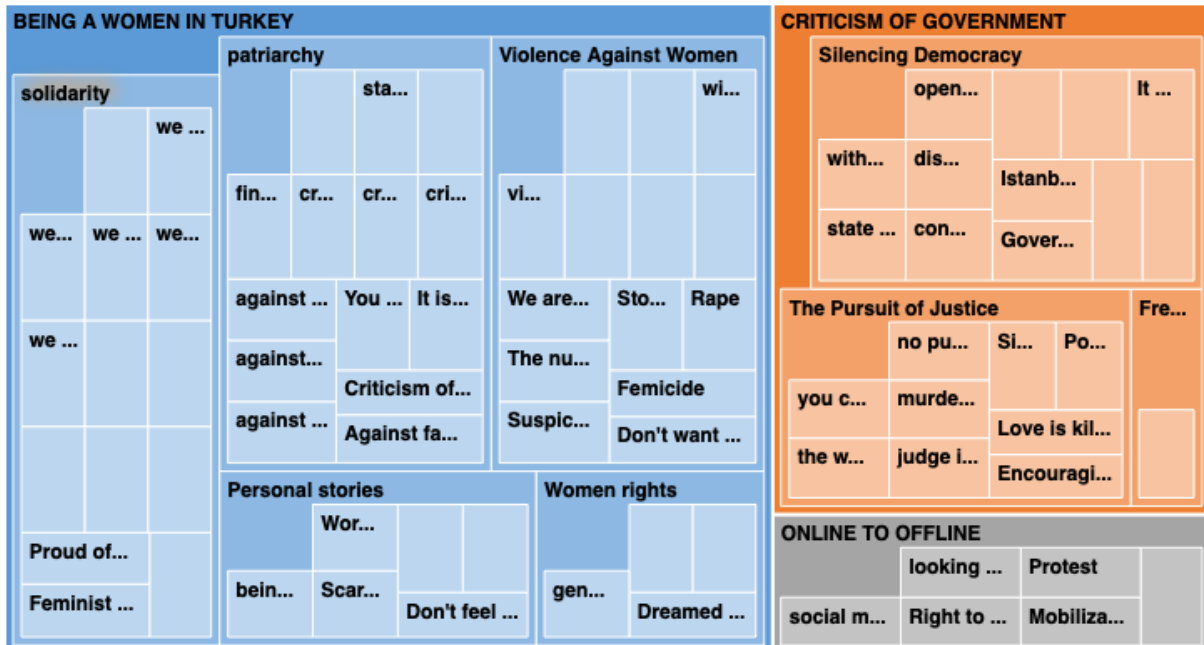 BEING A WOMEN IN TURKEY
solidarity
we ...
we...
we ...
we...
we ...
Proud of...
Feminist ...
patriarchy
sta...
fin...
cr...
cr...
cri...
against ...
You ...
It is...
against...
Criticism of...
against ...
Against fa...
Violence Against Women
wi...
vi...
We are...
Sto...
Rape
The nu...
Femicide
Suspic...
Don't want ...
Personal stories
Wor...
bein...
Scar...
Don't feel ...
Women rights
gen...
Dreamed ...
CRITICISM OF GOVERNMENT
Silencing Democracy
open...
It ...
with...
dis...
Istanb...
state ...
con...
Gover...
The Pursuit of Justice
no pu...
Si...
Po...
you c...
murde...
Love is kil...
the w...
judge i...
Encouragi...
Fre...
ONLINE TO OFFLINE
looking ...
Protest
social m...
Right to ...
Mobiliza...